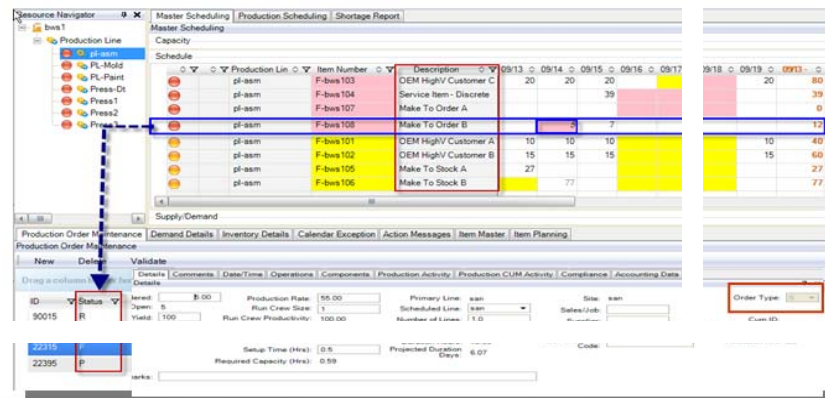 Resource Navigator
bws1
Production Line
pl-asm
PL-Mold
PL-Paint
Press-Dt
Press1
Press2
Master Scheduling Production Scheduling Shortage Report
Master Scheduling
Capacity
Schedule
Production Lin Item Number Description 09/13 09/14 09/15 09/16 09/17 09/18 09/19
pl-asm F-bws103 OEM HighV Customer C 20 20 20 20 80
pl-asm F-bws104 Service Item - Discrete 39 39
pl-asm F-bws107 Make To Order A 0
pl-asm F-bws108 Make To Order B 7 12
pl-asm F-bws101 OEM HighV Customer A 10 10 10 10 40
pl-asm F-bws102 OEM HighV Customer B 15 15 15 15 60
pl-asm F-bws105 Make To Stock A 27 27
pl-asm F-bws106 Make To Stock B 77 77
Supply/Demand
Production Order Maintenance Demand Details Inventory Details Calendar Exception Action Messages Item Master Item Planning
Production Order Maintenance
New Delete Validate
Details Comments Date/Time Operations Components Production Activity Production CUM Activity Compliance Accounting Data
Drag a column Details
ID Status
90015 R
22315
22395 P
Open: 5
Yield: 100
Production Rate: 55.00
Run Crew Size: 1
Run Crew Productivity: 100.00
Primary Line: san
Scheduled Line: san
Number of Lines: 1.0
Site: san
Sales/Job:
Order Type:
Cum ID:
Setup Time (Hrs): 0.5
Required Capacity (Hrs): 0.59
Projected Duration Days: 6.07
Code: